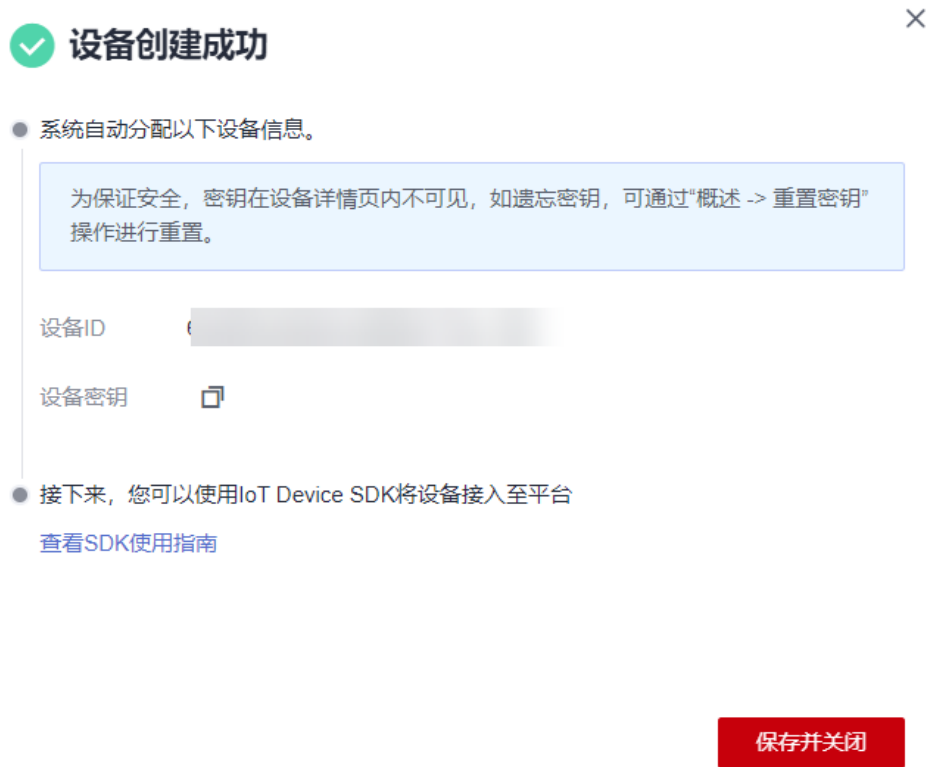 设备创建成功
系统自动分配以下设备信息。
为保证安全，密钥在设备详情页内不可见，如遗忘密钥，可通过“概述 -> 重置密钥”
操作进行重置。
设备ID
设备密钥
接下来，您可以使用IoT Device SDK将设备接入至平台
查看SDK使用指南
保存并关闭